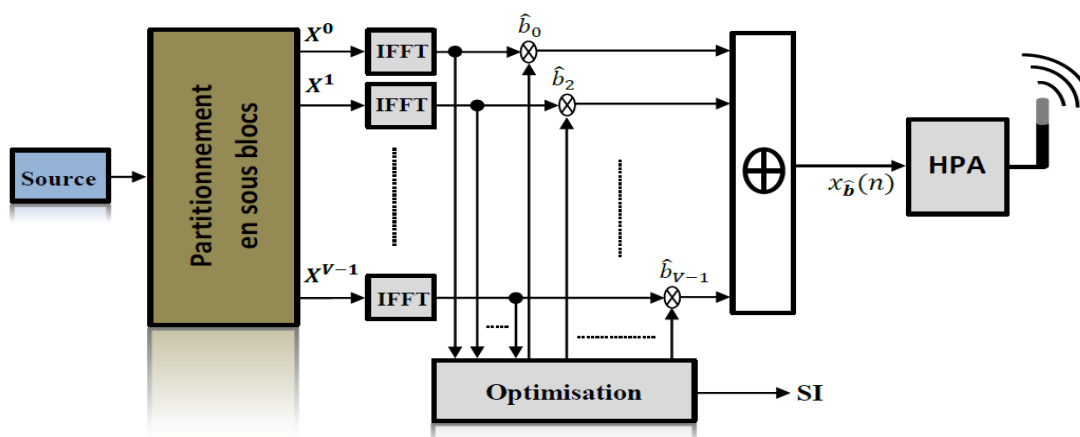 X⁰ IFFT b̂₀
X¹ IFFT b̂₂
Source
Partitionnement
en sous blocs
⊕
x_b̂(n)
HPA
X^{V−1} IFFT b̂_{V−1}
Optimisation
SI